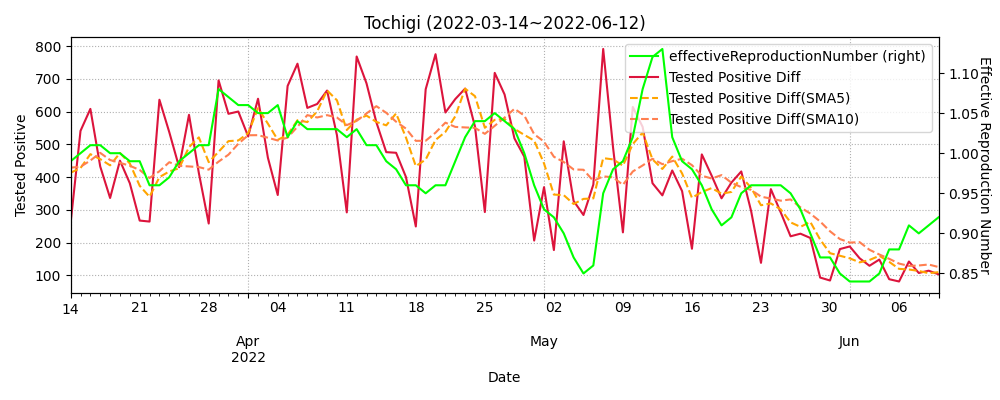 Tochigi (2022-03-14~2022-06-12)
effectiveReproductionNumber (right)
Tested Positive Diff
Tested Positive Diff(SMA5)
Tested Positive Diff(SMA10)
Tested Positive
800
700
600
500
400
300
200
100
1.10
1.05
1.00
0.95
0.90
0.85
Effective Reproduction Number
14 21 28 04 11 18 25 02 09 16 23 30 06
Apr May Jun
2022
Date